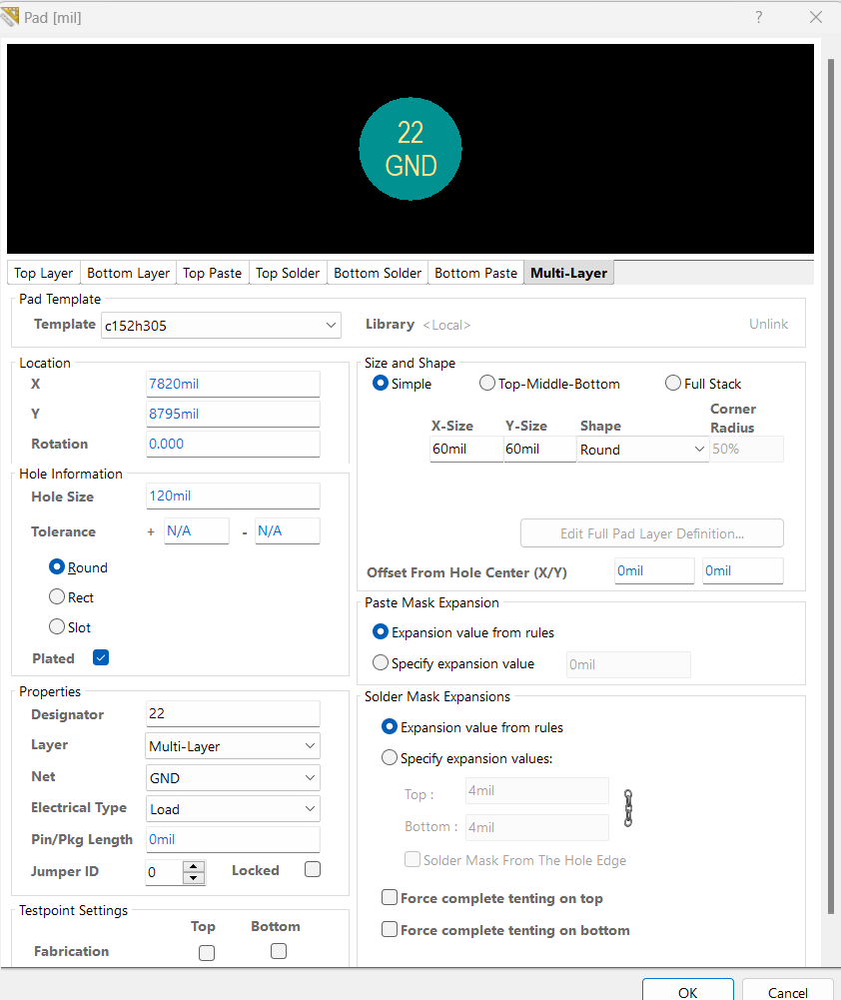 Pad [mil]
?
22
GND
Top Layer Bottom Layer Top Paste Top Solder Bottom Solder Bottom Paste Multi-Layer
Pad Template
Template c152h305 Library <Local> Unlink
Location
X 7820mil
Y 8795mil
Rotation 0.000
Hole Information
Hole Size 120mil
Tolerance + N/A - N/A
Round
Rect
Slot
Plated
Properties
Designator 22
Layer Multi-Layer
Net GND
Electrical Type Load
Pin/Pkg Length 0mil
Jumper ID 0 Locked
Testpoint Settings
Top Bottom
Fabrication
Size and Shape
Simple Top-Middle-Bottom Full Stack
X-Size Y-Size Shape Corner
Radius
60mil 60mil Round 50%
Edit Full Pad Layer Definition...
Offset From Hole Center (X/Y) 0mil 0mil
Paste Mask Expansion
Expansion value from rules
Specify expansion value 0mil
Solder Mask Expansions
Expansion value from rules
Specify expansion values:
Top : 4mil
Bottom : 4mil
Solder Mask From The Hole Edge
Force complete tenting on top
Force complete tenting on bottom
OK Cancel